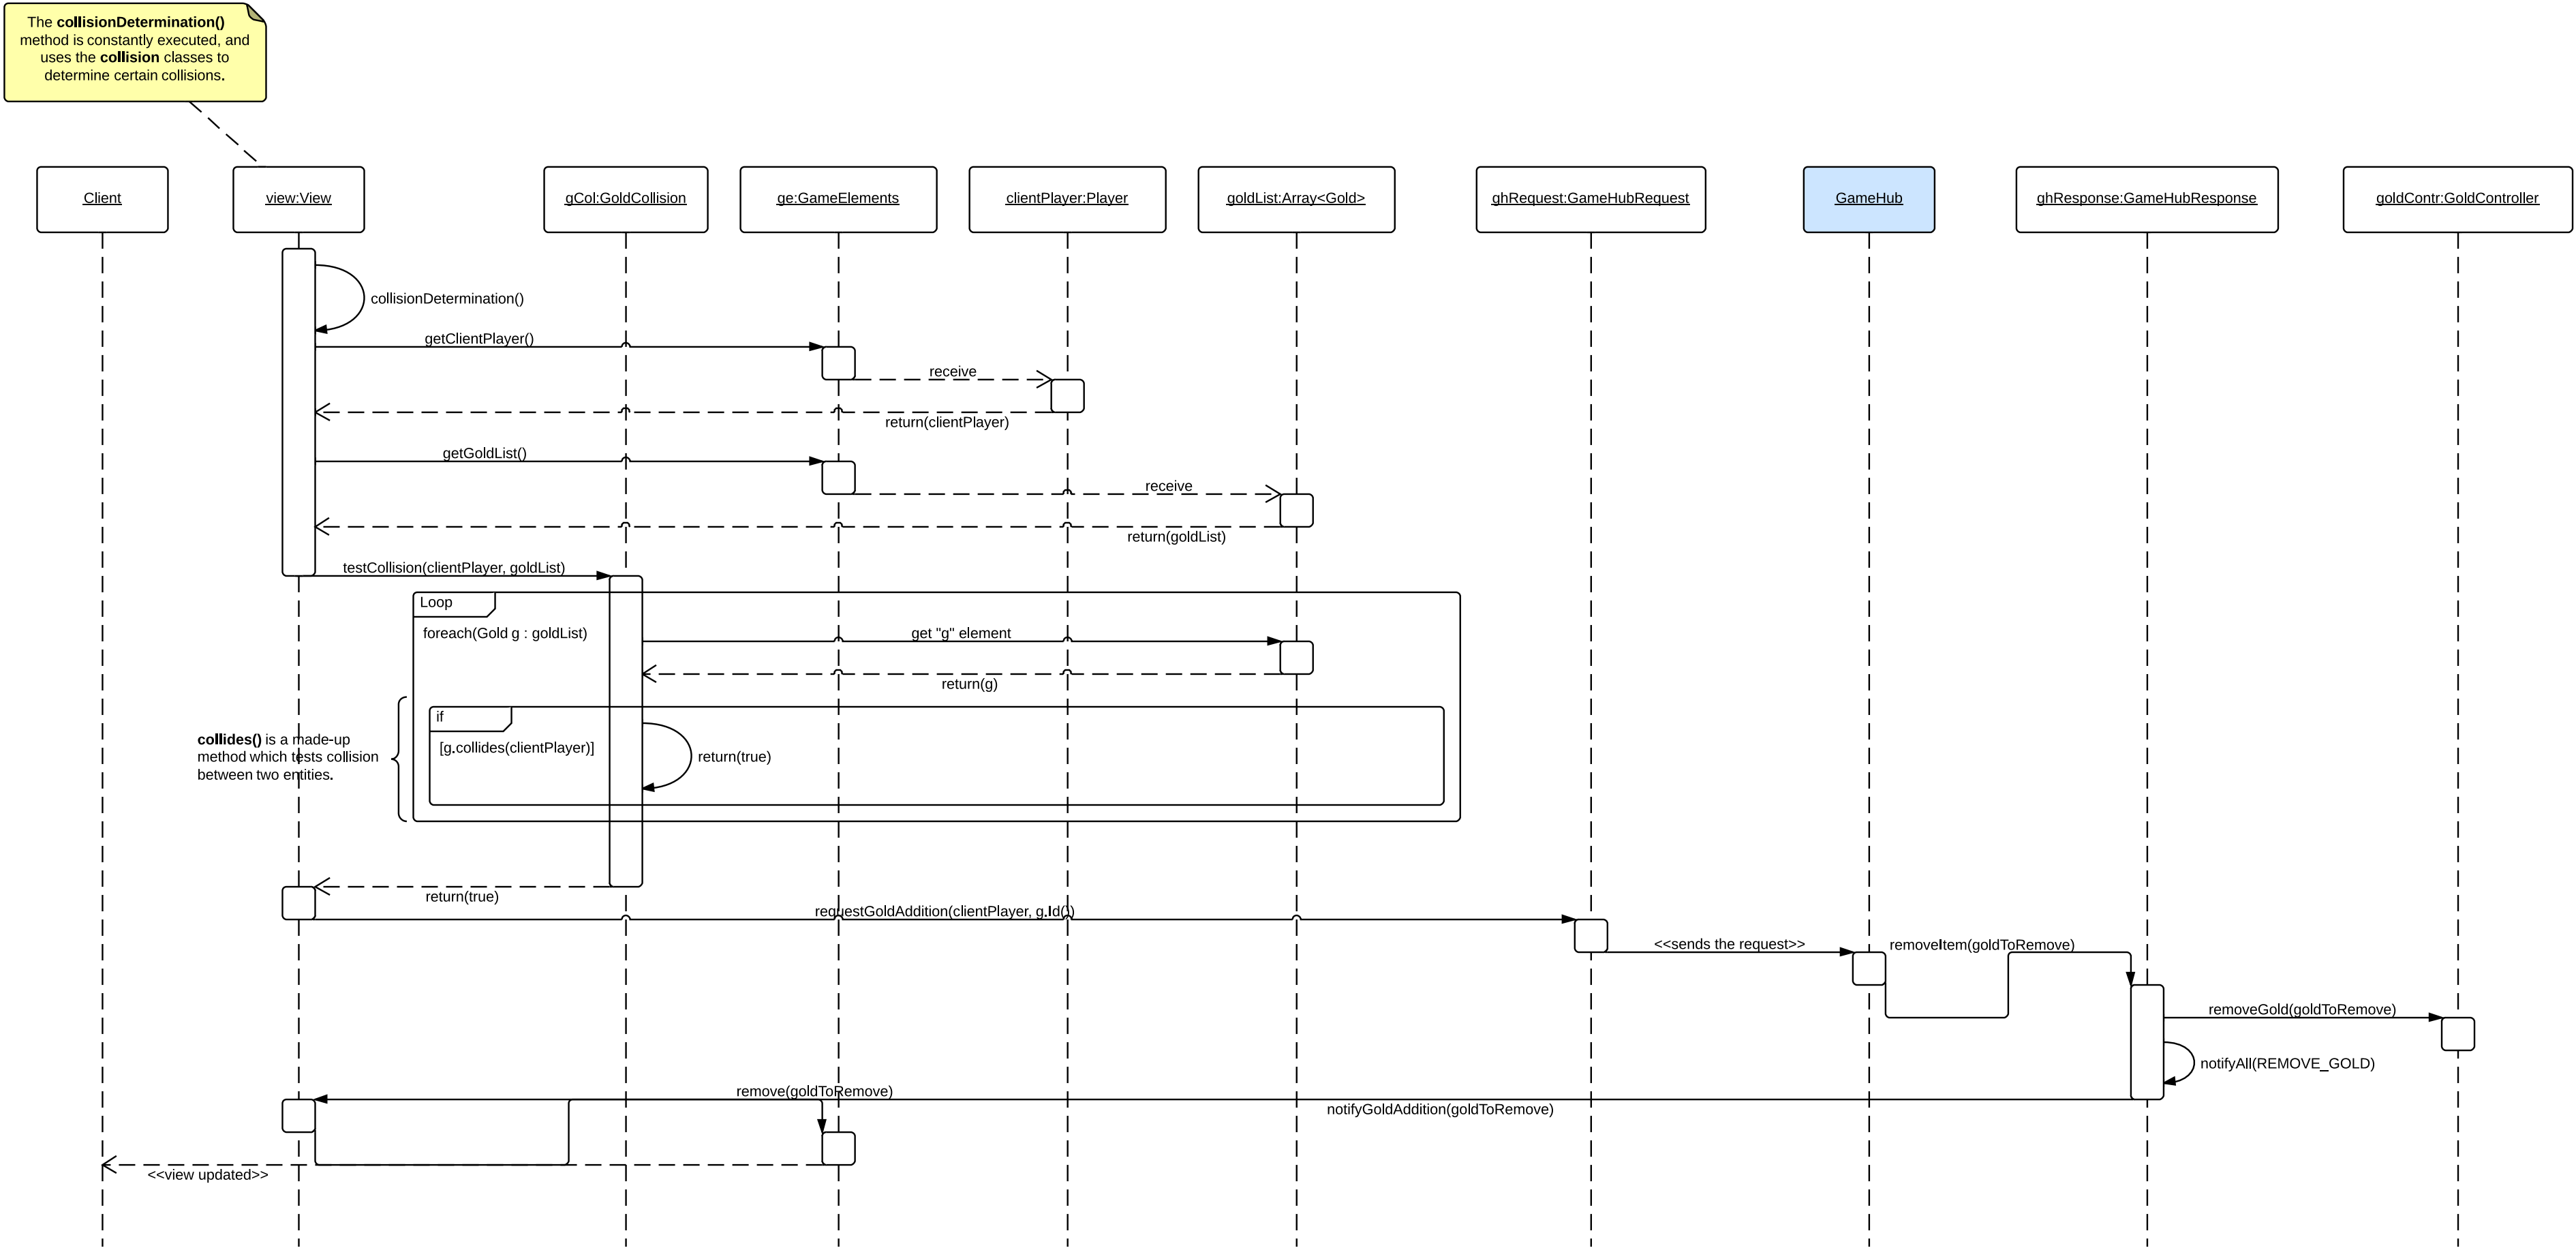 The collisionDetermination()
method is constantly executed, and
uses the collision classes to
determine certain collisions.
Client
view:View
gCol:GoldCollision
ge:GameElements
clientPlayer:Player
goldList:Array<Gold>
ghRequest:GameHubRequest
GameHub
ghResponse:GameHubResponse
goldContr:GoldController
collisionDetermination()
getClientPlayer()
receive
return(clientPlayer)
getGoldList()
receive
return(goldList)
testCollision(clientPlayer, goldList)
Loop
foreach(Gold g : goldList)
get "g" element
return(g)
if
[g.collides(clientPlayer)]
return(true)
collides() is a made-up
method which tests collision
between two entities.
return(true)
requestGoldAddition(clientPlayer, g.Id())
<<sends the request>>
removeItem(goldToRemove)
removeGold(goldToRemove)
notifyAll(REMOVE_GOLD)
remove(goldToRemove)
notifyGoldAddition(goldToRemove)
<<view updated>>